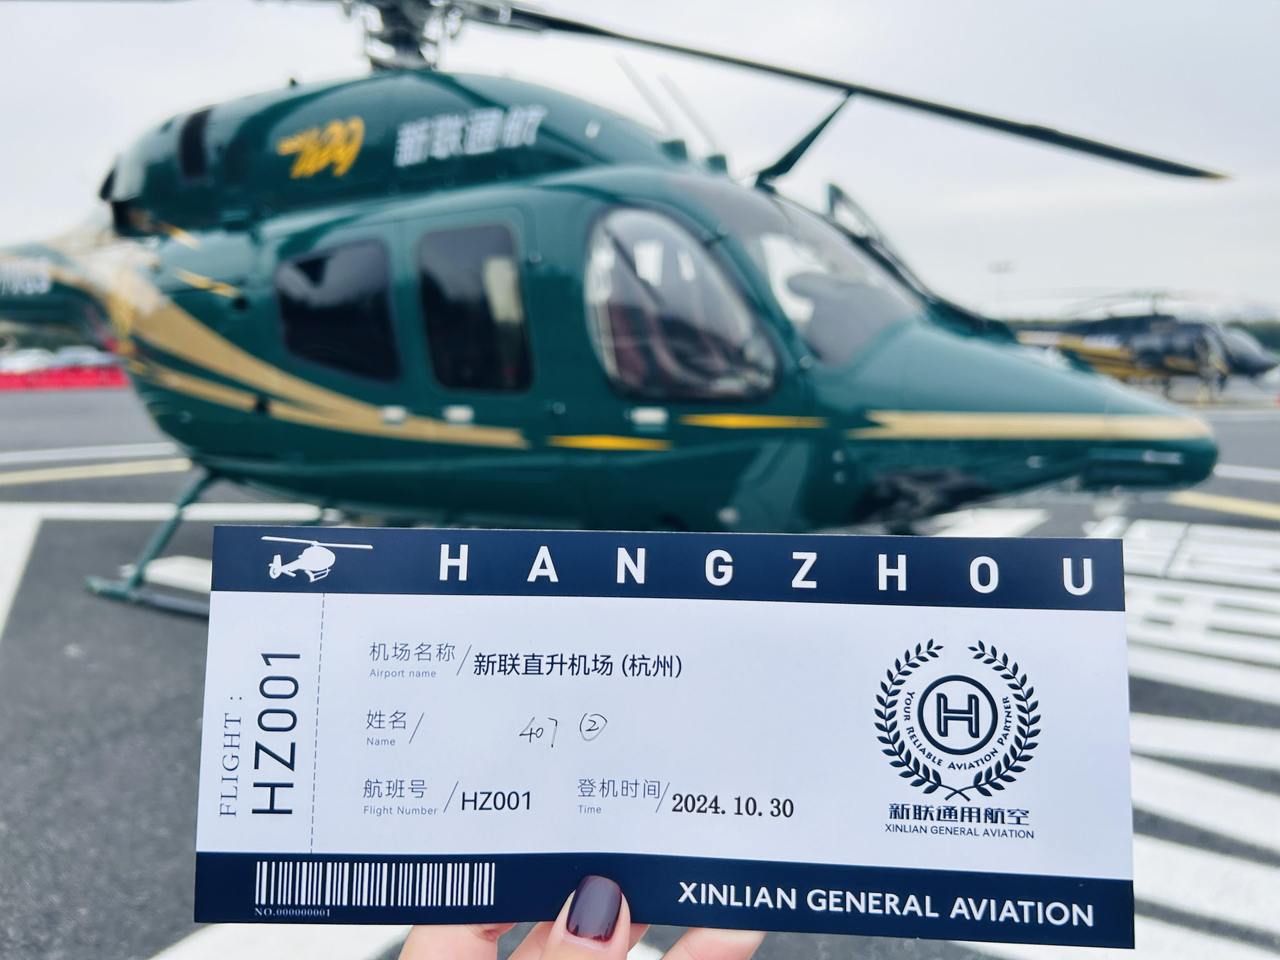 新联通航
HANGZHOU
FLIGHT: HZ001
机场名称/新联直升机场 (杭州)
Airport name
姓名/ 407 ②
Name
航班号/HZ001 登机时间/2024.10.30
Flight Number Time
YOUR RELIABLE AVIATION PARTNER
H
新联通用航空
XINLIAN GENERAL AVIATION
NO.000000001
XINLIAN GENERAL AVIATION